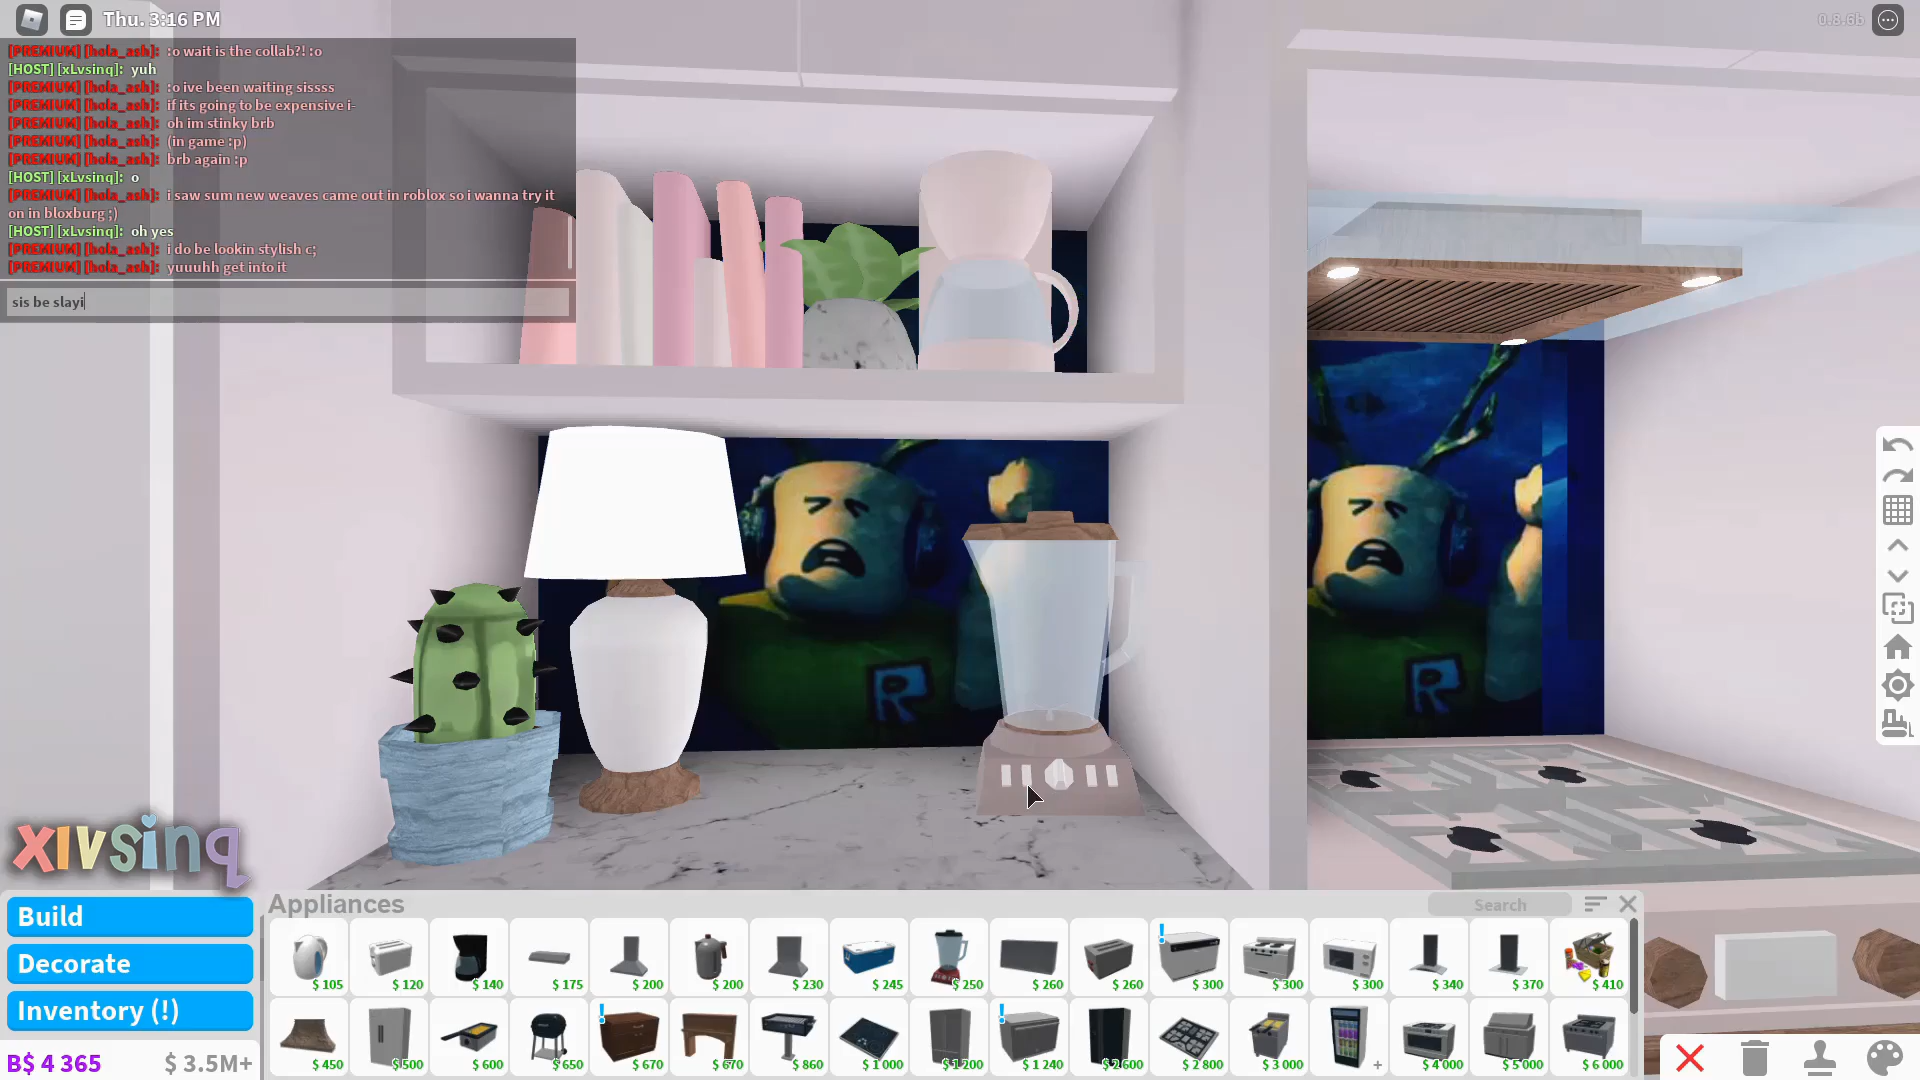 Thu. 3:16 PM
0.8.6b
[PREMIUM] [hola_ash]: :o wait is the collab?! :o
[HOST] [xLvsinq]: yuh
[PREMIUM] [hola_ash]: :o ive been waiting sissss
[PREMIUM] [hola_ash]: if its going to be expensive i-
[PREMIUM] [hola_ash]: oh im stinky brb
[PREMIUM] [hola_ash]: (in game :p)
[PREMIUM] [hola_ash]: brb again :p
[HOST] [xLvsinq]: o
[PREMIUM] [hola_ash]: i saw sum new weaves came out in roblox so i wanna try it
on in bloxburg ;)
[HOST] [xLvsinq]: oh yes
[PREMIUM] [hola_ash]: i do be lookin stylish c;
[PREMIUM] [hola_ash]: yuuuhh get into it
sis be slayi
R
R
xlvsinq
Build
Decorate
Inventory (!)
B$ 4 365
$ 3.5M+
Appliances
Search
$ 105 $ 120 $ 140 $ 175 $ 200 $ 200 $ 230 $ 245 $ 250 $ 260 $ 260 ! $ 300 $ 300 $ 300 $ 340 $ 370 $ 410
$ 450 $ 500 $ 600 $ 650 ! $ 670 $ 670 $ 860 $ 1 000 $ 1 200 ! $ 1 240 $ 2 600 $ 2 800 $ 3 000 + $ 4 000 $ 5 000 $ 6 000